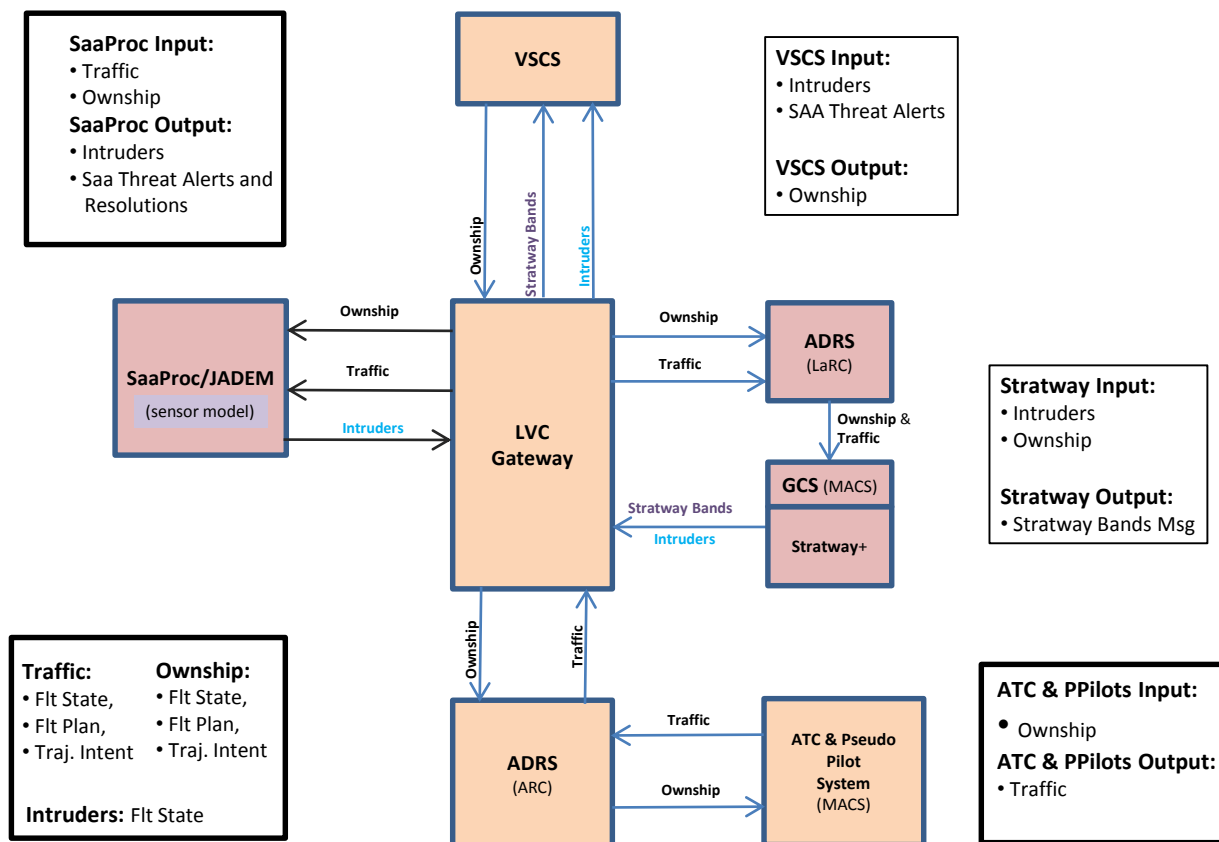 SaaProc Input:
• Traffic
• Ownship
SaaProc Output:
• Intruders
• Saa Threat Alerts and
Resolutions
VSCS
VSCS Input:
• Intruders
• SAA Threat Alerts
VSCS Output:
• Ownship
Ownship
Stratway Bands
Intruders
SaaProc/JADEM
(sensor model)
Ownship
Traffic
Intruders
LVC
Gateway
Ownship
Traffic
ADRS
(LaRC)
Ownship &
Traffic
GCS (MACS)
Stratway+
Stratway Bands
Intruders
Stratway Input:
• Intruders
• Ownship
Stratway Output:
• Stratway Bands Msg
Ownship
Traffic
Traffic:
• Flt State,
• Flt Plan,
• Traj. Intent
Ownship:
• Flt State,
• Flt Plan,
• Traj. Intent
Intruders: Flt State
ADRS
(ARC)
Traffic
Ownship
ATC & Pseudo
Pilot
System
(MACS)
ATC & PPilots Input:
• Ownship
ATC & PPilots Output:
• Traffic